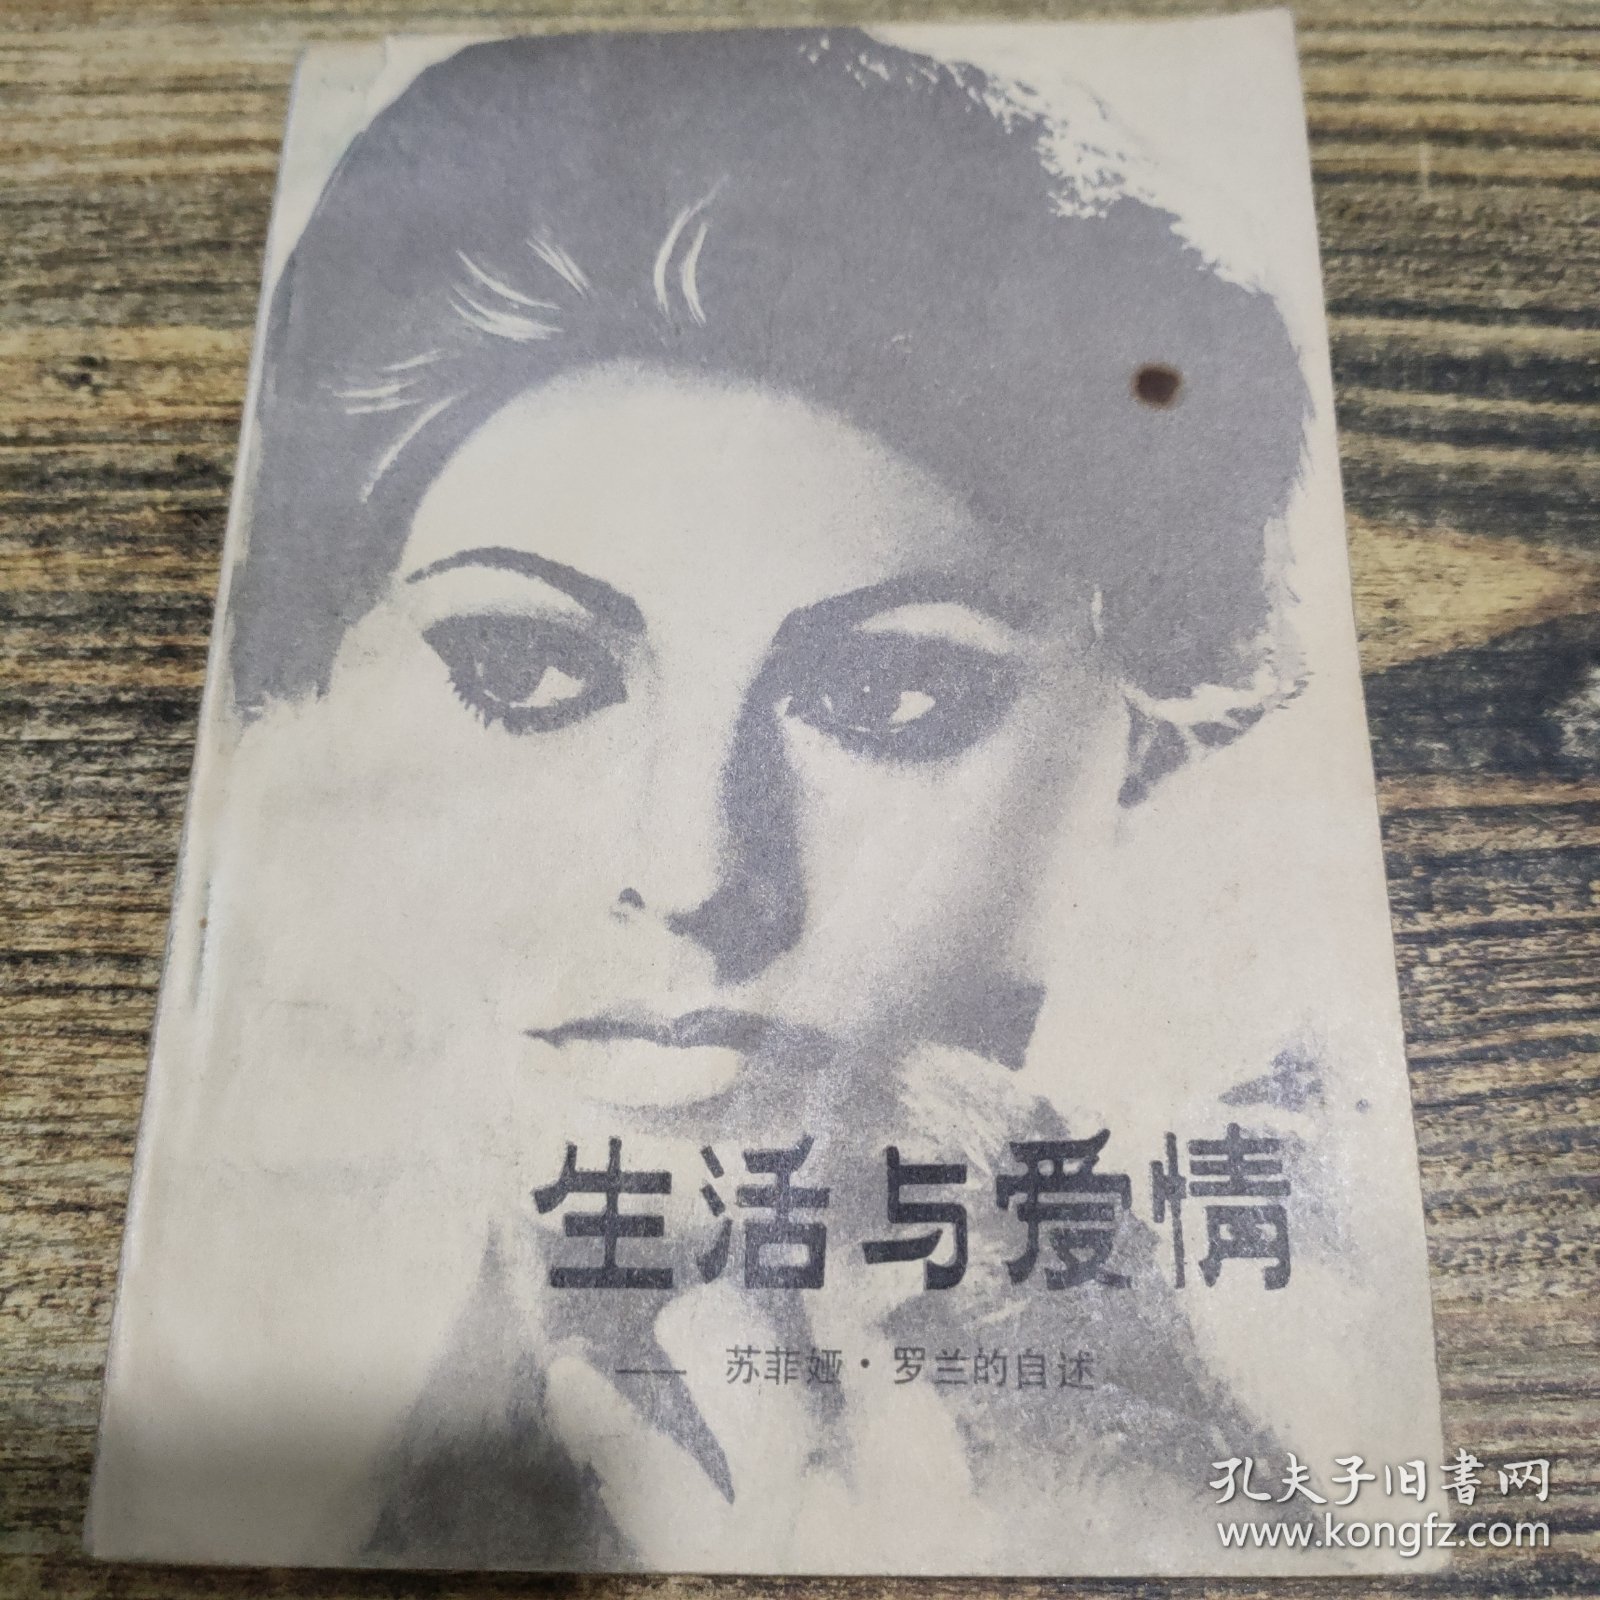 生活与爱情
—— 苏菲娅·罗兰的自述
孔夫子旧书网
www.kongfz.com